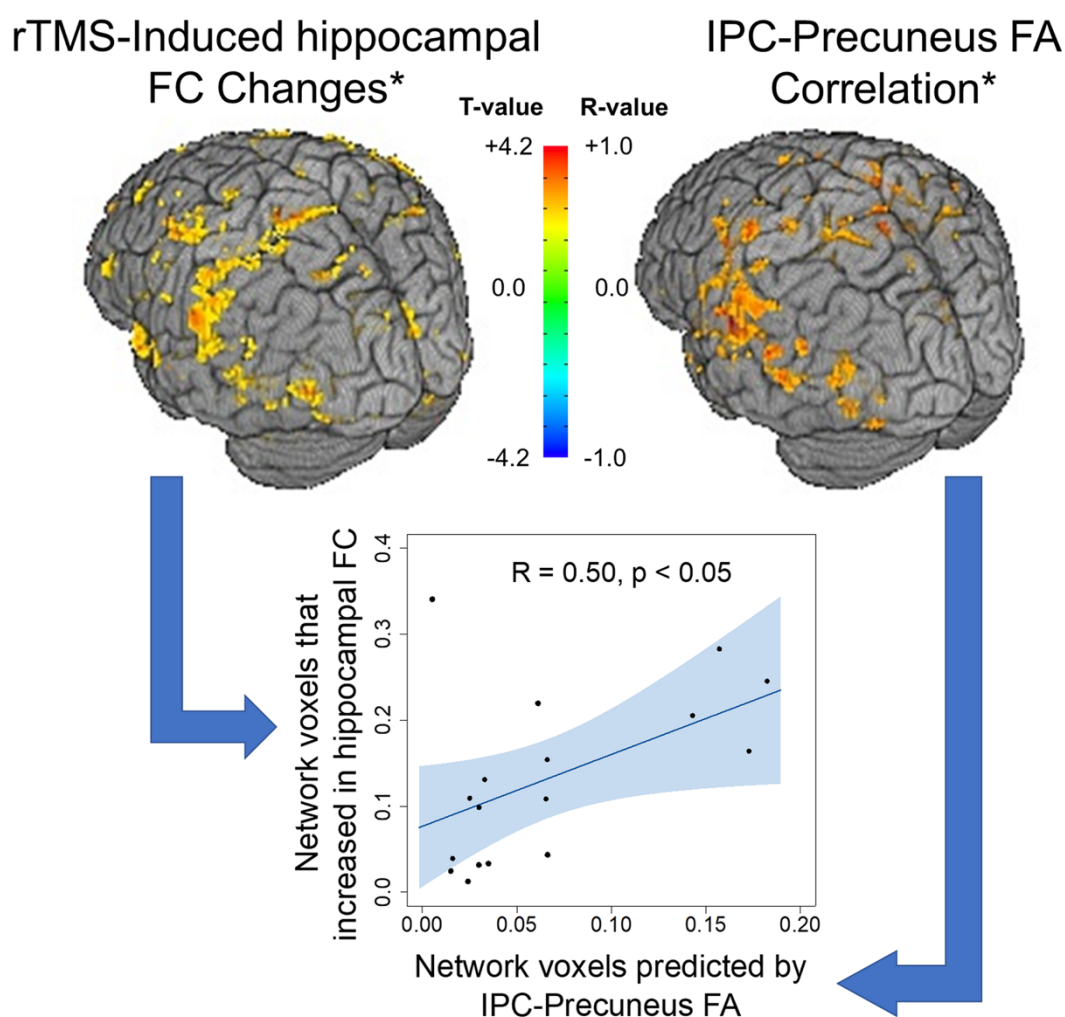 rTMS-Induced hippocampal
FC Changes*
IPC-Precuneus FA
Correlation*
T-value
R-value
+4.2
+1.0
0.0
0.0
-4.2
-1.0
R = 0.50, p < 0.05
Network voxels that
increased in hippocampal FC
0.4
0.3
0.2
0.1
0.0
0.00
0.05
0.10
0.15
0.20
Network voxels predicted by
IPC-Precuneus FA